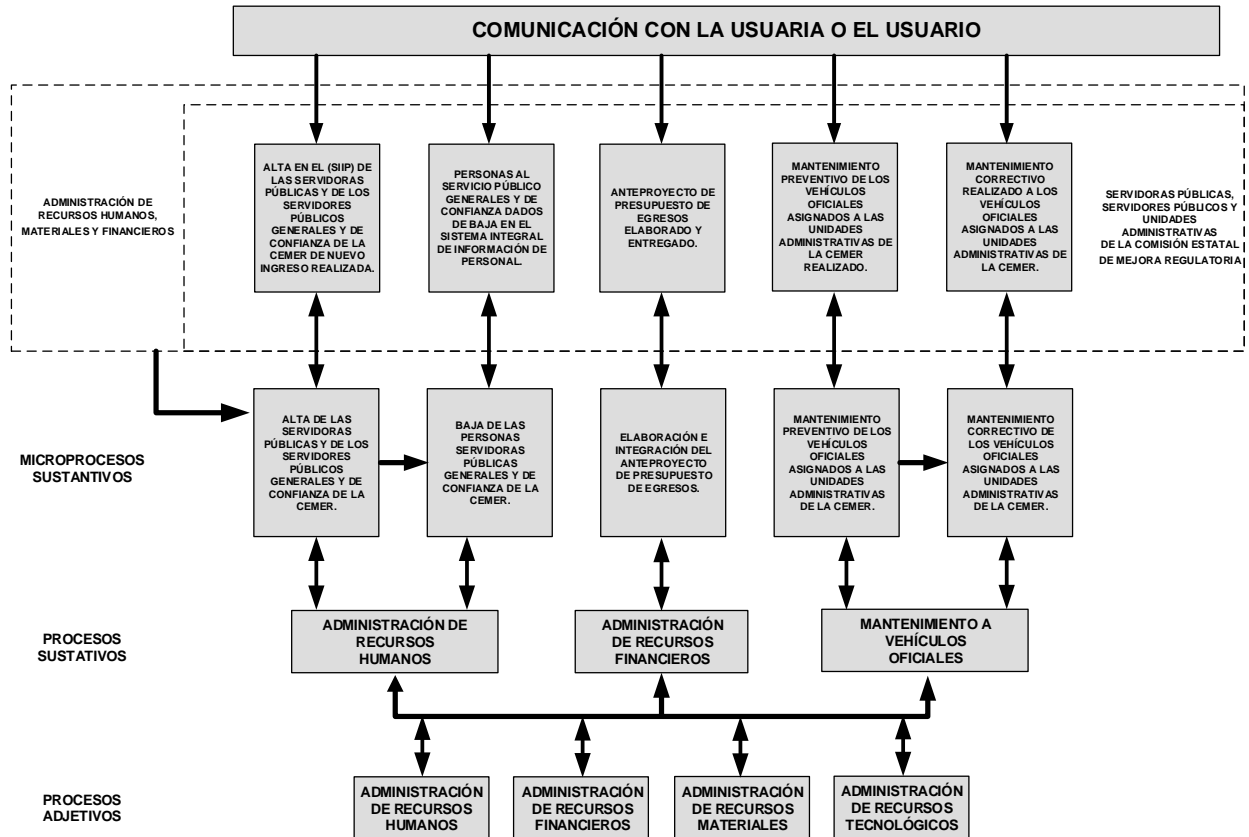 COMUNICACIÓN CON LA USUARIA O EL USUARIO
ADMINISTRACIÓN DE
RECURSOS HUMANOS,
MATERIALES Y FINANCIEROS
ALTA EN EL (SIIP) DE
LAS SERVIDORAS
PÚBLICAS Y DE LOS
SERVIDORES
PÚBLICOS
GENERALES Y DE
CONFIANZA DE LA
CEMER DE NUEVO
INGRESO REALIZADA.
PERSONAS AL
SERVICIO PÚBLICO
GENERALES Y DE
CONFIANZA DADOS
DE BAJA EN EL
SISTEMA INTEGRAL
DE INFORMACIÓN DE
PERSONAL.
ANTEPROYECTO DE
PRESUPUESTO DE
EGRESOS
ELABORADO Y
ENTREGADO.
MANTENIMIENTO
PREVENTIVO DE LOS
VEHÍCULOS
OFICIALES
ASIGNADOS A LAS
UNIDADES
ADMINISTRATIVAS DE
LA CEMER
REALIZADO.
MANTENIMIENTO
CORRECTIVO
REALIZADO A LOS
VEHÍCULOS
OFICIALES
ASIGNADOS A LAS
UNIDADES
ADMINISTRATIVAS DE
LA CEMER.
SERVIDORAS PÚBLICAS,
SERVIDORES PÚBLICOS Y
UNIDADES
ADMINISTRATIVAS
DE LA COMISIÓN ESTATAL
DE MEJORA REGULATORIA
MICROPROCESOS
SUSTANTIVOS
ALTA DE LAS
SERVIDORAS
PÚBLICAS Y DE LOS
SERVIDORES
PÚBLICOS
GENERALES Y DE
CONFIANZA DE LA
CEMER.
BAJA DE LAS
PERSONAS
SERVIDORAS
PÚBLICAS
GENERALES Y DE
CONFIANZA DE LA
CEMER.
ELABORACIÓN E
INTEGRACIÓN DEL
ANTEPROYECTO
DE PRESUPUESTO
DE EGRESOS.
MANTENIMIENTO
PREVENTIVO DE LOS
VEHÍCULOS
OFICIALES
ASIGNADOS A LAS
UNIDADES
ADMINISTRATIVAS
DE LA CEMER.
MANTENIMIENTO
CORRECTIVO DE
LOS VEHÍCULOS
OFICIALES
ASIGNADOS A LAS
UNIDADES
ADMINISTRATIVAS
DE LA CEMER.
PROCESOS
SUSTATIVOS
ADMINISTRACIÓN DE
RECURSOS
HUMANOS
ADMINISTRACIÓN
DE RECURSOS
FINANCIEROS
MANTENIMIENTO A
VEHÍCULOS
OFICIALES
PROCESOS
ADJETIVOS
ADMINISTRACIÓN
DE RECURSOS
HUMANOS
ADMINISTRACIÓN
DE RECURSOS
FINANCIEROS
ADMINISTRACIÓN
DE RECURSOS
MATERIALES
ADMINISTRACIÓN
DE RECURSOS
TECNOLÓGICOS